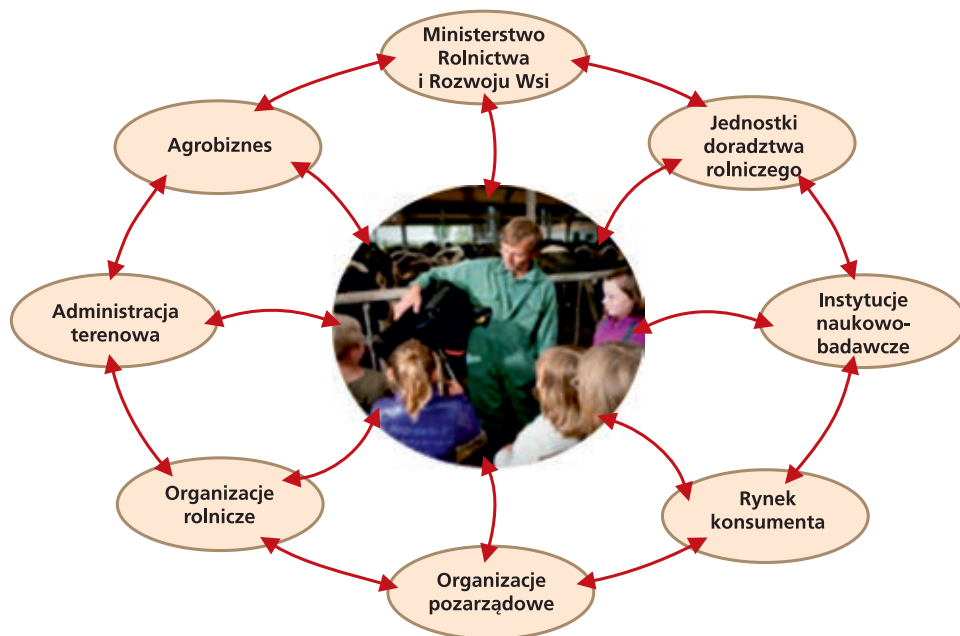 Ministerstwo
Rolnictwa
i Rozwoju Wsi
Jednostki
doradztwa
rolniczego
Instytucje
naukowo-
badawcze
Rynek
konsumenta
Organizacje
pozarządowe
Organizacje
rolnicze
Administracja
terenowa
Agrobiznes